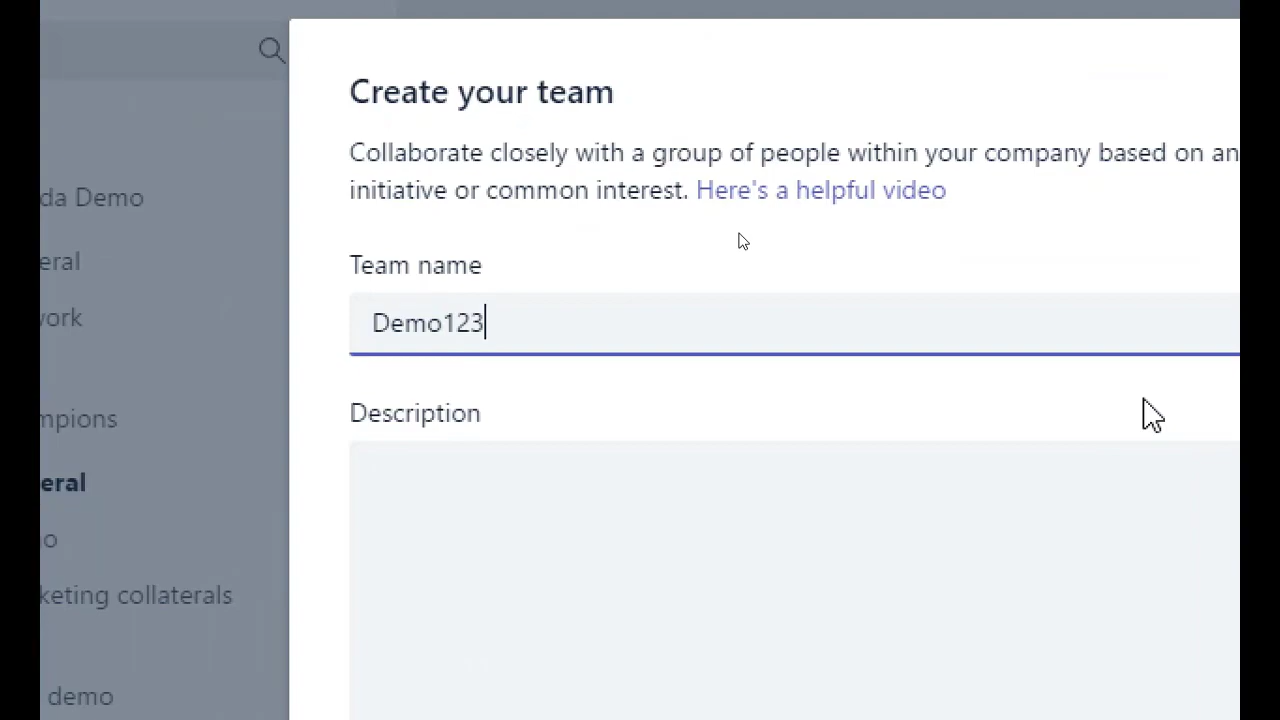 Create your team
Collaborate closely with a group of people within your company based on an
initiative or common interest. Here's a helpful video
da Demo
eral
Team name
work
Demo123
mpions
Description
eral
o
keting collaterals
demo